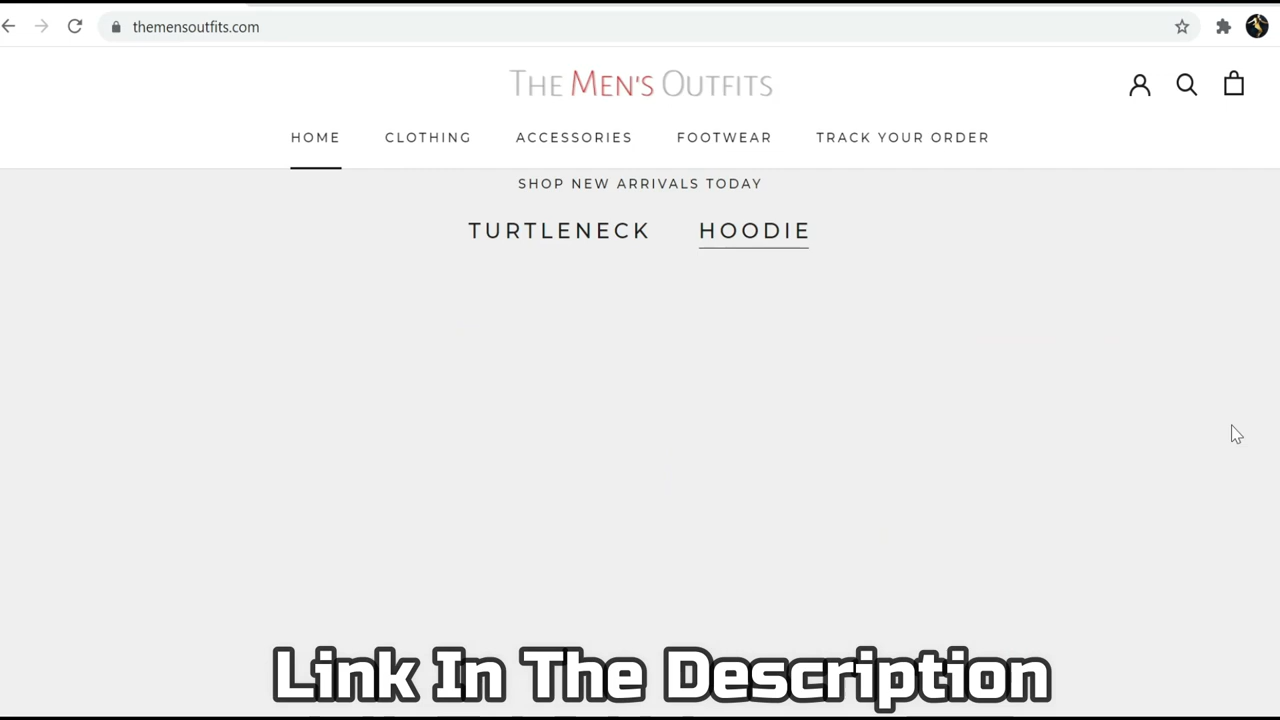 themensoutfits.com
THE MEN'S OUTFITS
HOME CLOTHING ACCESSORIES FOOTWEAR TRACK YOUR ORDER
SHOP NEW ARRIVALS TODAY
TURTLENECK HOODIE
Link In The Description